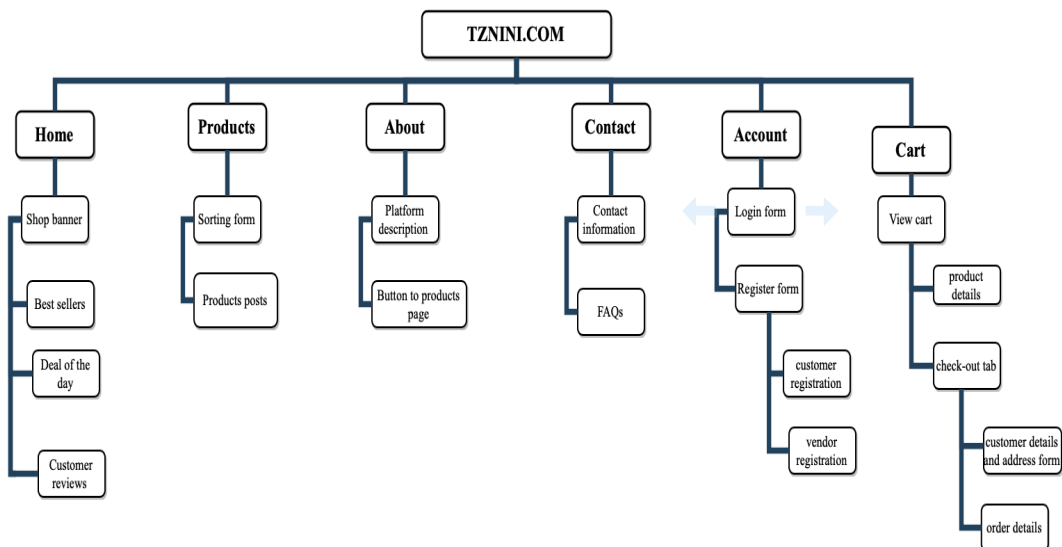 TZNINI.COM
Home
Products
About
Contact
Account
Cart
Shop banner
Best sellers
Deal of the
day
Customer
reviews
Sorting form
Products posts
Platform
description
Button to products
page
Contact
information
FAQs
Login form
Register form
customer
registration
vendor
registration
View cart
product
details
check-out tab
customer details
and address form
order details